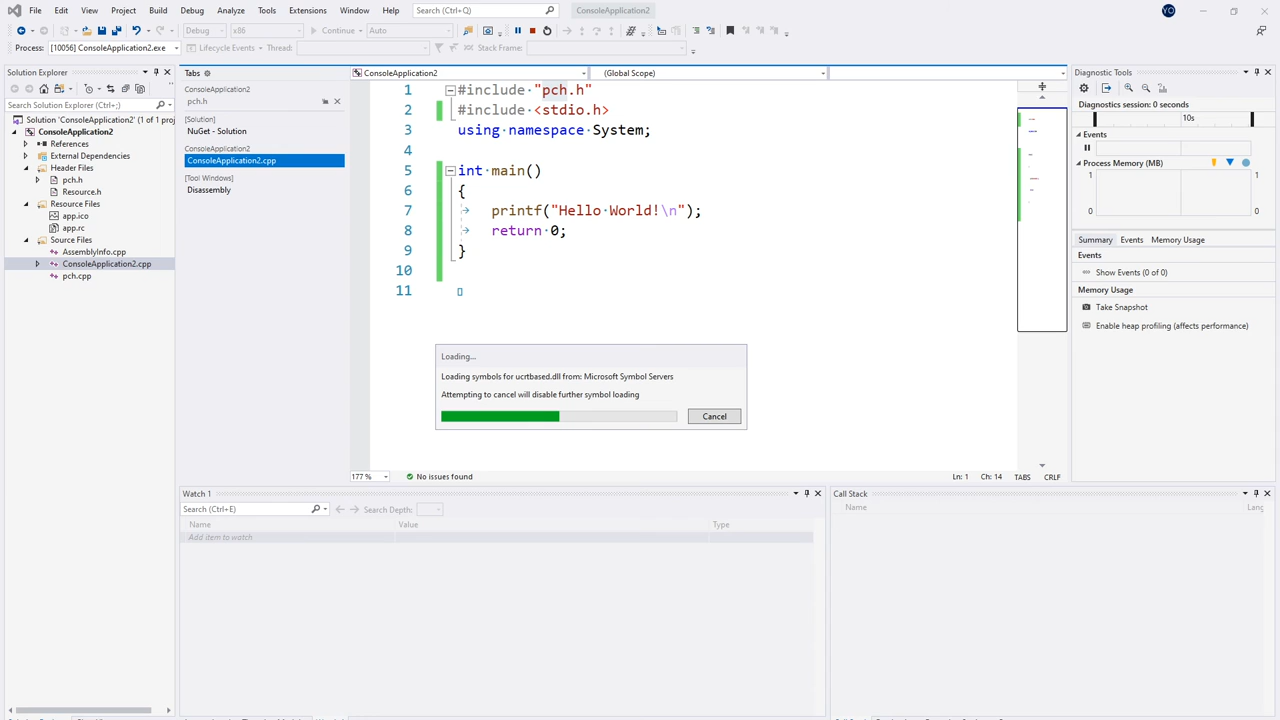 File Edit View Project Build Debug Analyze Tools Extensions Window Help Search (Ctrl+Q) ConsoleApplication2 YO
Debug x86 Continue Auto
Process: [10056] ConsoleApplication2.exe Lifecycle Events Thread: Stack Frame:
Solution Explorer
Search Solution Explorer (Ctrl+;)
Solution 'ConsoleApplication2' (1 of 1 proj
ConsoleApplication2
References
External Dependencies
Header Files
pch.h
Resource.h
Resource Files
app.ico
app.rc
Source Files
AssemblyInfo.cpp
ConsoleApplication2.cpp
pch.cpp
Tabs
ConsoleApplication2
pch.h
[Solution]
NuGet - Solution
ConsoleApplication2
ConsoleApplication2.cpp
[Tool Windows]
Disassembly
ConsoleApplication2 (Global Scope)
1 #include "pch.h"
2 #include <stdio.h>
3 using namespace System;
4
5 int main()
6 {
7 printf("Hello World!\n");
8 return 0;
9 }
10
11
Loading...
Loading symbols for ucrtbased.dll from: Microsoft Symbol Servers
Attempting to cancel will disable further symbol loading
Cancel
177 % No issues found Ln: 1 Ch: 14 TABS CRLF
Diagnostic Tools
Diagnostics session: 0 seconds
10s
Events
Process Memory (MB)
1 1
0 0
Summary Events Memory Usage
Events
Show Events (0 of 0)
Memory Usage
Take Snapshot
Enable heap profiling (affects performance)
Watch 1
Search (Ctrl+E) Search Depth:
Name Value Type
Add item to watch
Call Stack
Name Lang